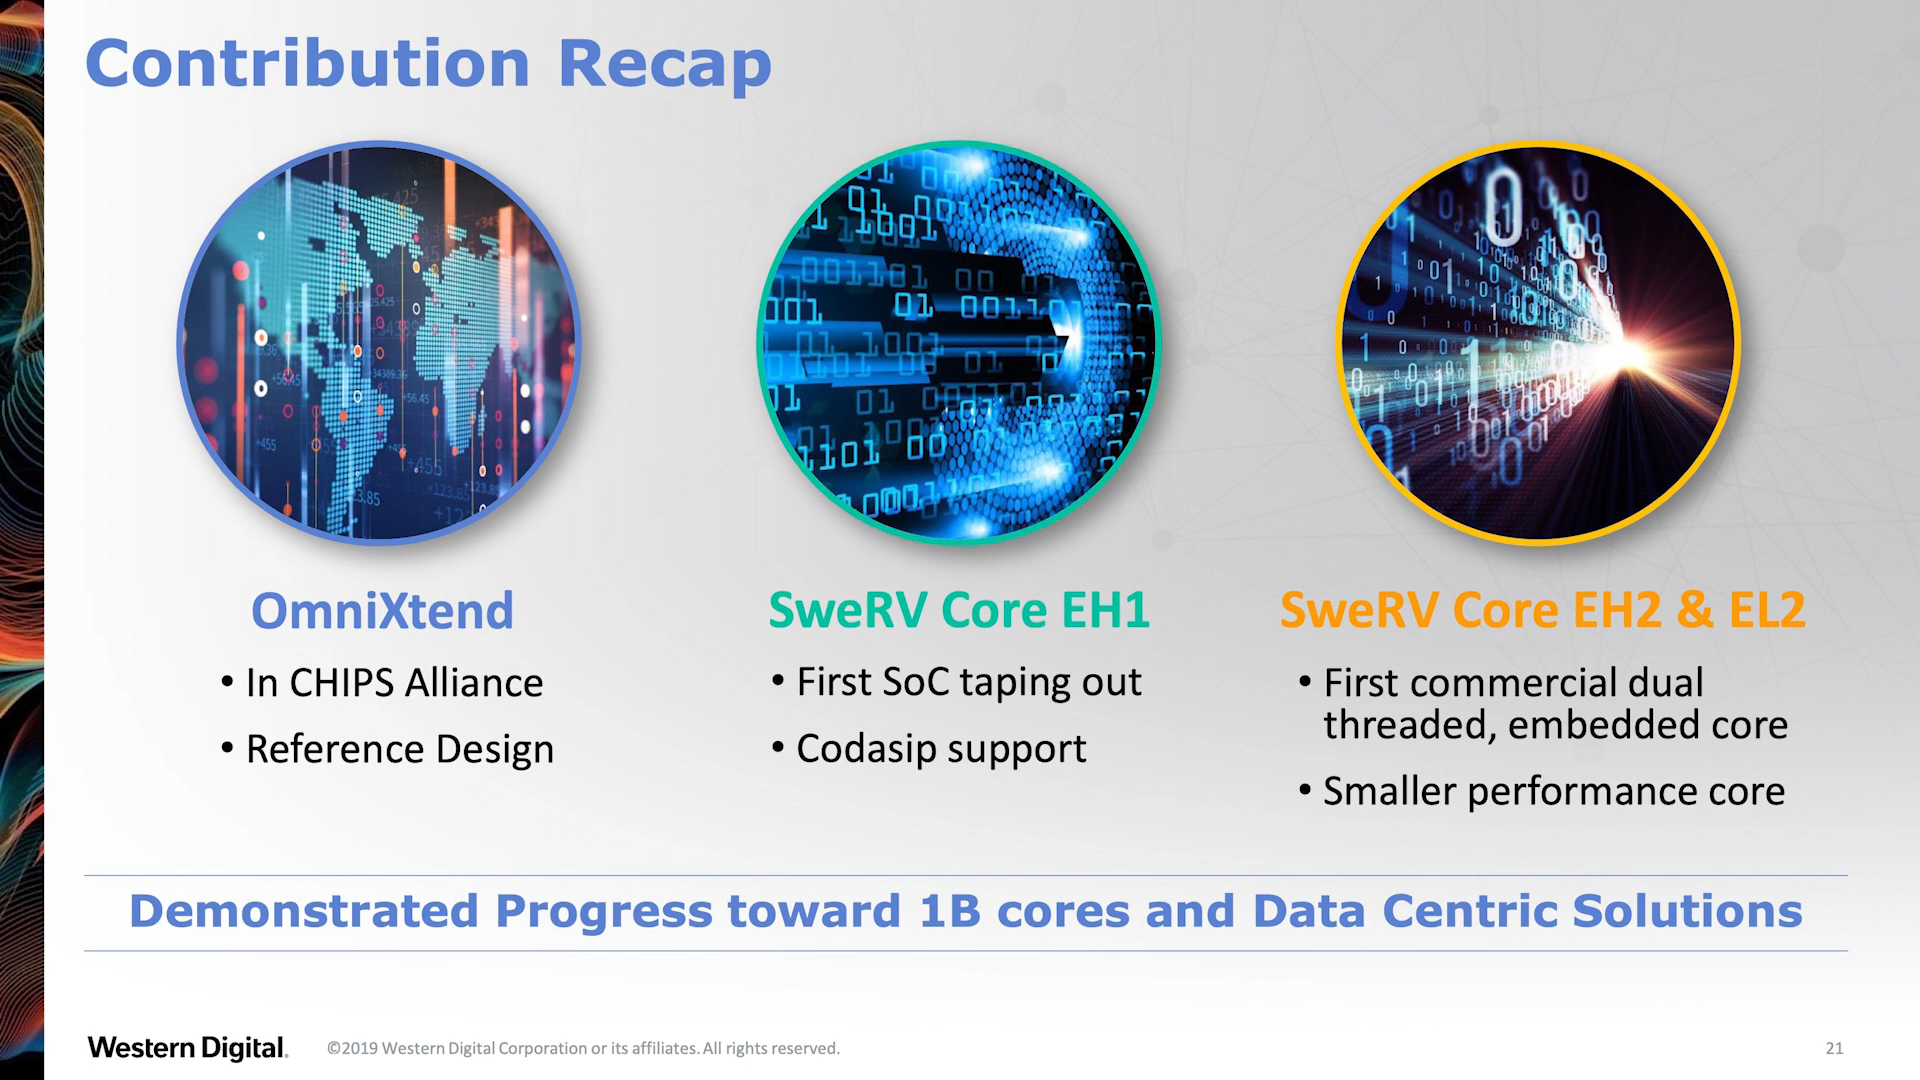 Contribution Recap
OmniXtend
• In CHIPS Alliance
• Reference Design
SweRV Core EH1
• First SoC taping out
• Codasip support
SweRV Core EH2 & EL2
• First commercial dual
threaded, embedded core
• Smaller performance core
Demonstrated Progress toward 1B cores and Data Centric Solutions
Western Digital.
©2019 Western Digital Corporation or its affiliates. All rights reserved.
21